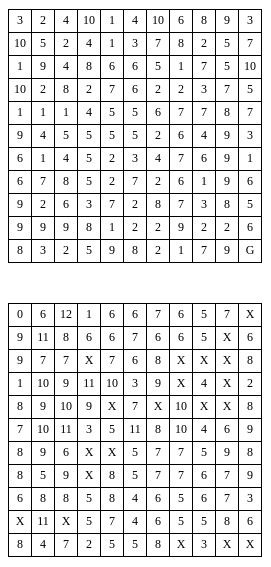 3 2 4 10 1 4 10 6 8 9 3
10 5 2 4 1 3 7 8 2 5 7
1 9 4 8 6 6 5 1 7 5 10
10 2 8 2 7 6 2 2 3 7 5
1 1 1 4 5 5 6 7 7 8 7
9 4 5 5 5 5 2 6 4 9 3
6 1 4 5 2 3 4 7 6 9 1
6 7 8 5 2 7 2 6 1 9 6
9 2 6 3 7 2 8 7 3 8 5
9 9 9 8 1 2 2 9 2 2 6
8 3 2 5 9 8 2 1 7 9 G
0 6 12 1 6 6 7 6 5 7 X
9 11 8 6 6 7 6 6 5 X 6
9 7 7 X 7 6 8 X X X 8
1 10 9 11 10 3 9 X 4 X 2
8 9 10 9 X 7 X 10 X X 8
7 10 11 3 5 11 8 10 4 6 9
8 9 6 X X 5 7 7 5 9 8
8 5 9 X 8 5 7 7 6 7 9
6 8 8 5 8 4 6 5 6 7 3
X 11 X 5 7 4 6 5 5 8 6
8 4 7 2 5 5 8 X 3 X X